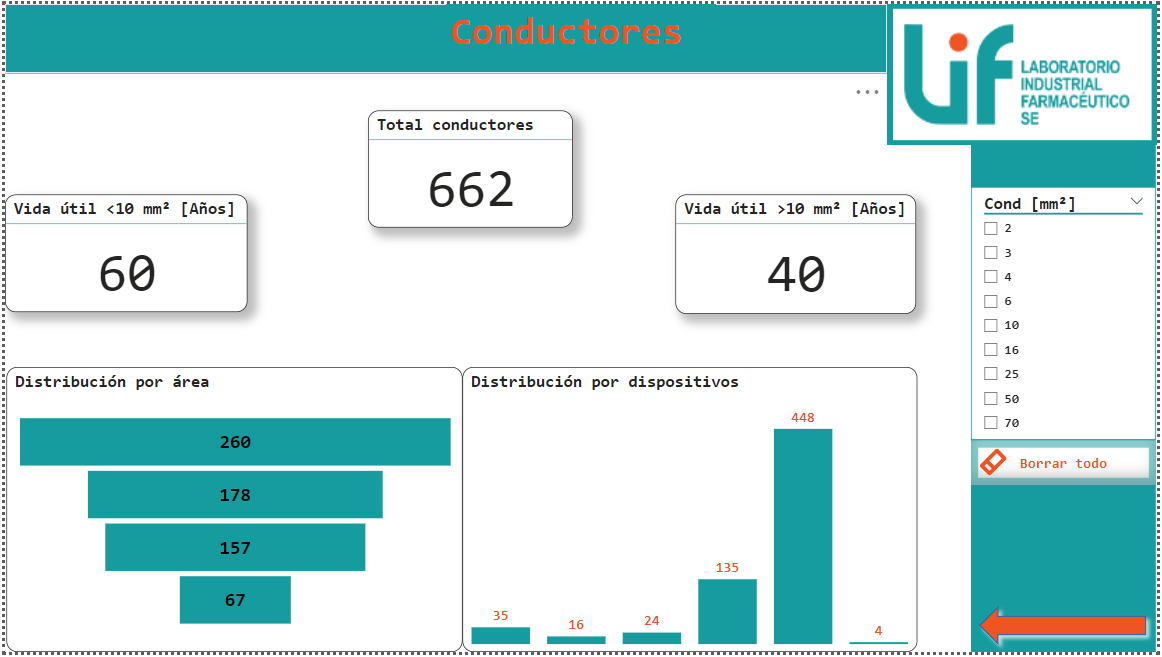 Conductores
LIF
LABORATORIO
INDUSTRIAL
FARMACÉUTICO
SE
Total conductores
662
Vida útil <10 mm² [Años]
60
Vida útil >10 mm² [Años]
40
Cond [mm²]
2
3
4
6
10
16
25
50
70
Borrar todo
Distribución por área
260
178
157
67
Distribución por dispositivos
35
16
24
135
448
4